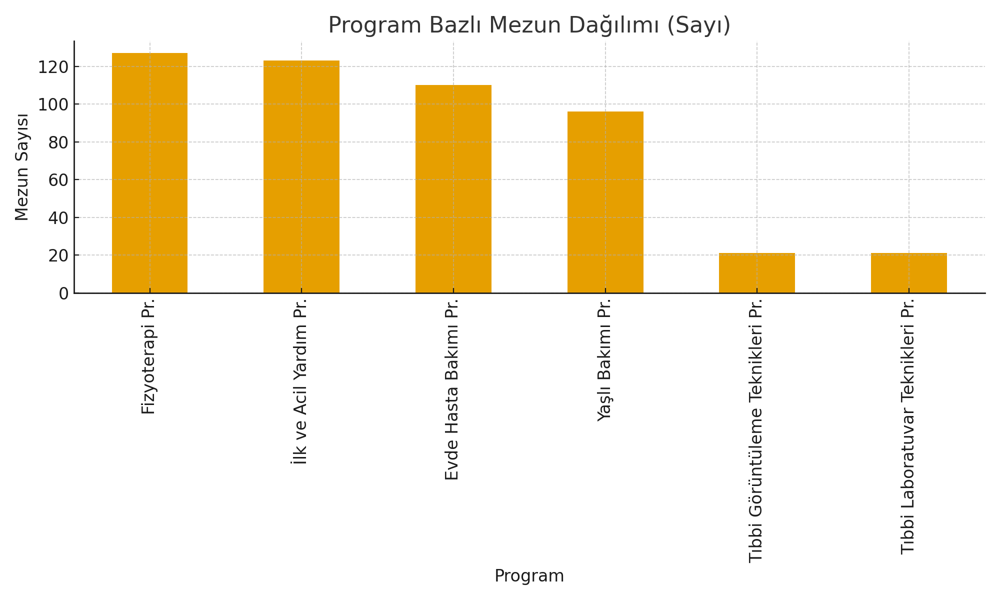 Program Bazlı Mezun Dağılımı (Sayı)
Mezun Sayısı
120
100
80
60
40
20
0
Fizyoterapi Pr.
İlk ve Acil Yardım Pr.
Evde Hasta Bakımı Pr.
Yaşlı Bakımı Pr.
Tıbbi Görüntüleme Teknikleri Pr.
Tıbbi Laboratuvar Teknikleri Pr.
Program